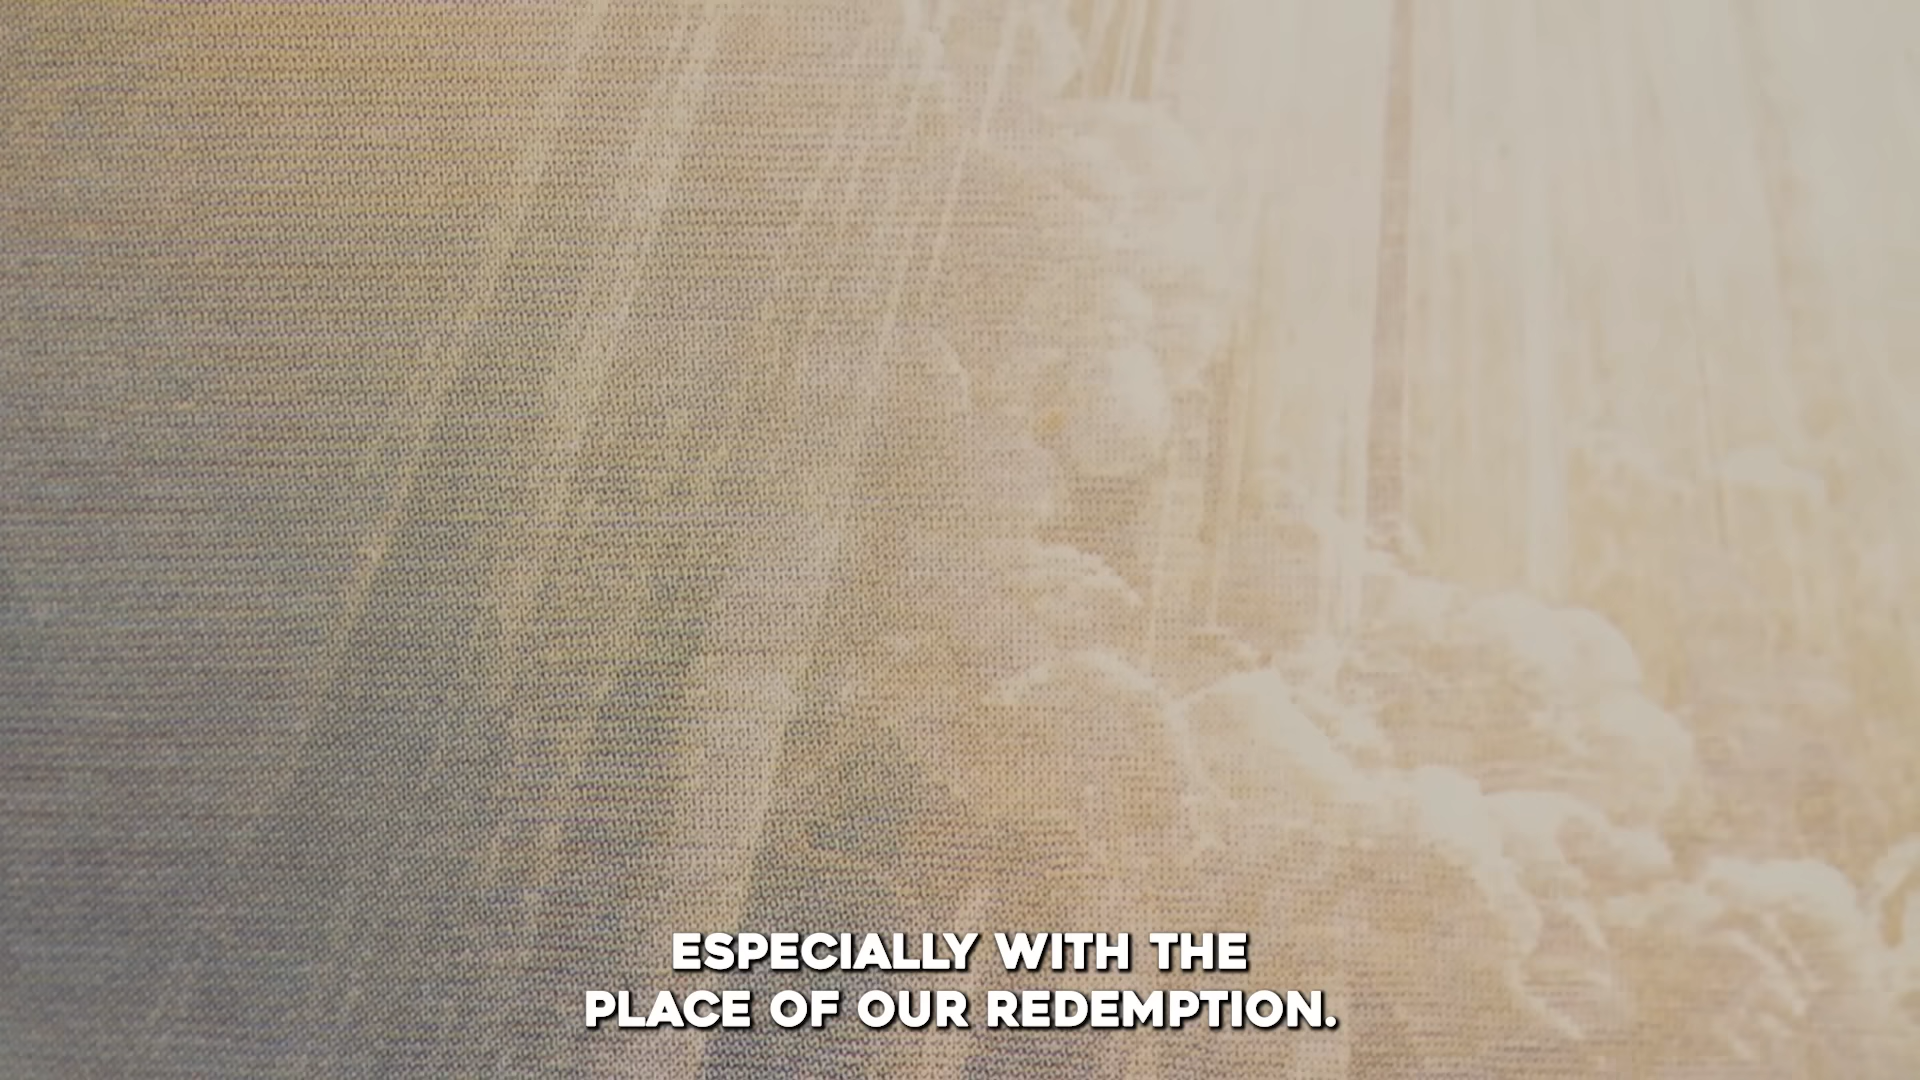 ESPECIALLY WITH THE
PLACE OF OUR REDEMPTION.